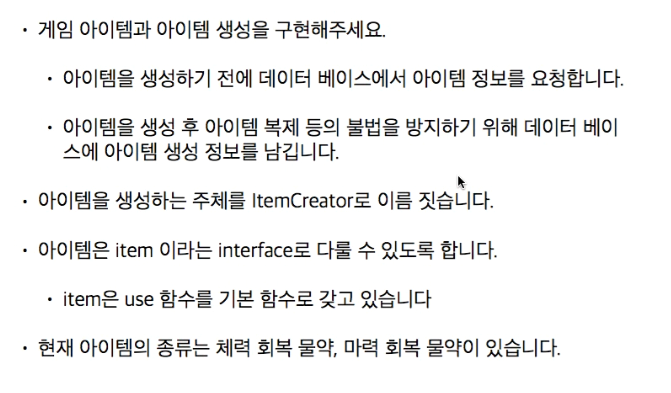 • 게임 아이템과 아이템 생성을 구현해주세요.
• 아이템을 생성하기 전에 데이터 베이스에서 아이템 정보를 요청합니다.
• 아이템을 생성 후 아이템 복제 등의 불법을 방지하기 위해 데이터 베이
스에 아이템 생성 정보를 남깁니다.
• 아이템을 생성하는 주체를 ItemCreator로 이름 짓습니다.
• 아이템은 item 이라는 interface로 다룰 수 있도록 합니다.
• item은 use 함수를 기본 함수로 갖고 있습니다
• 현재 아이템의 종류는 체력 회복 물약, 마력 회복 물약이 있습니다.